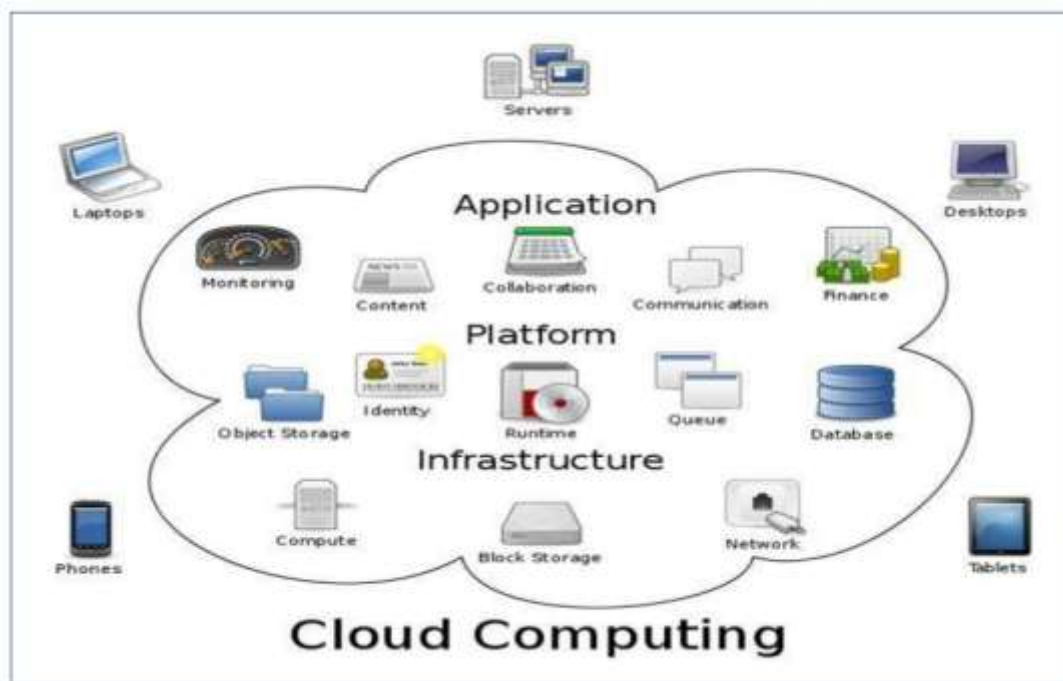 Servers
Laptops
Desktops
Application
Monitoring
Content
Collaboration
Communication
Finance
NEWS
Platform
Object Storage
Identity
Runtime
Queue
Database
Infrastructure
Compute
Block Storage
Network
Phones
Tablets
Cloud Computing